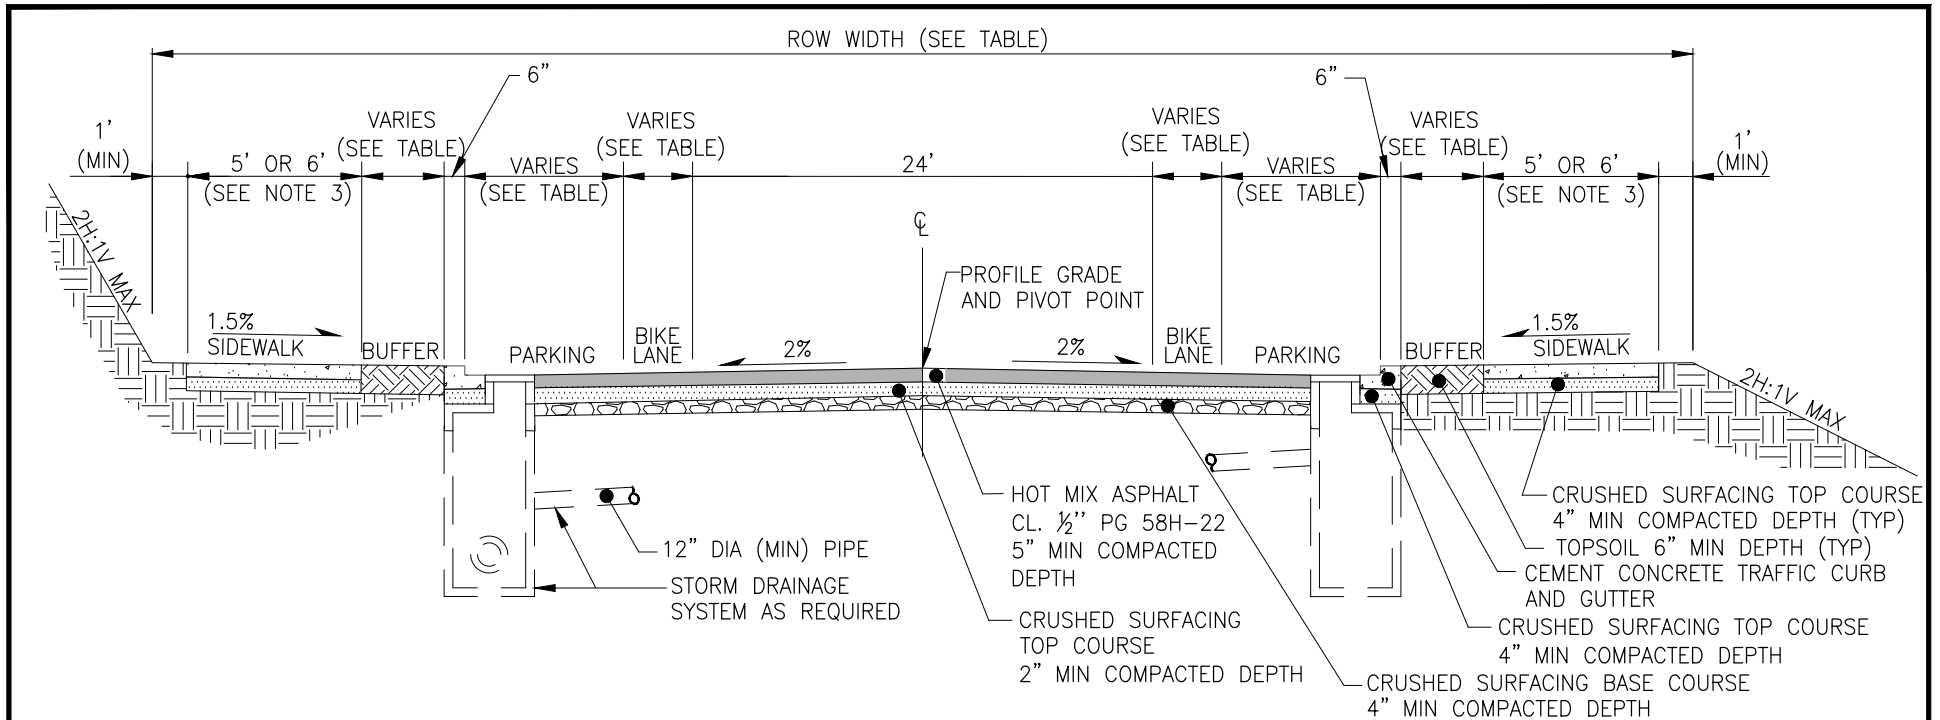 ROW WIDTH (SEE TABLE)
6" 6"
1' (MIN)
5' OR 6' (SEE NOTE 3)
VARIES (SEE TABLE)
VARIES (SEE TABLE)
VARIES (SEE TABLE)
24'
VARIES (SEE TABLE)
VARIES (SEE TABLE)
VARIES (SEE TABLE)
5' OR 6' (SEE NOTE 3)
1' (MIN)
2H:1V MAX
℄
PROFILE GRADE
AND PIVOT POINT
1.5%
SIDEWALK
BUFFER
PARKING
BIKE
LANE
2%
2%
BIKE
LANE
PARKING
BUFFER
1.5%
SIDEWALK
2H:1V MAX
12" DIA (MIN) PIPE
STORM DRAINAGE
SYSTEM AS REQUIRED
HOT MIX ASPHALT
CL. ½'' PG 58H-22
5" MIN COMPACTED
DEPTH
CRUSHED SURFACING
TOP COURSE
2" MIN COMPACTED DEPTH
CRUSHED SURFACING TOP COURSE
4" MIN COMPACTED DEPTH (TYP)
TOPSOIL 6" MIN DEPTH (TYP)
CEMENT CONCRETE TRAFFIC CURB
AND GUTTER
CRUSHED SURFACING TOP COURSE
4" MIN COMPACTED DEPTH
CRUSHED SURFACING BASE COURSE
4" MIN COMPACTED DEPTH